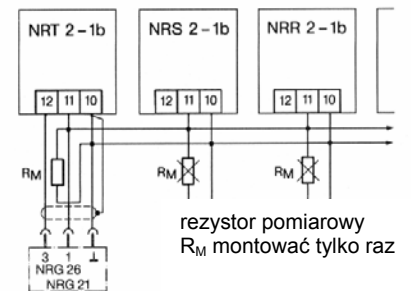 NRT 2-1b NRS 2-1b NRR 2-1b
12 11 10 12 11 10 12 11 10
RM RM RM
rezystor pomiarowy
RM montować tylko raz
3 1 ⊥
NRG 26
NRG 21